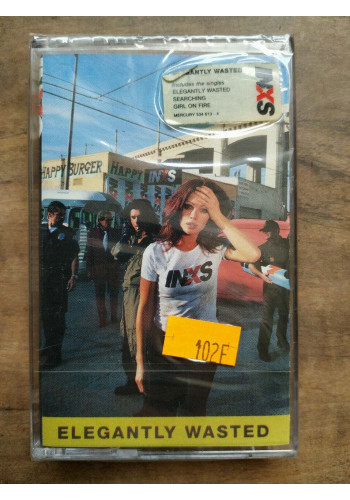 ELEGANTLY WASTED
includes the singles
ELEGANTLY WASTED
SEARCHING
GIRL ON FIRE
INXS
HAPPY BURGER
HAPPY
INXS
INXS
102F
ELEGANTLY WASTED